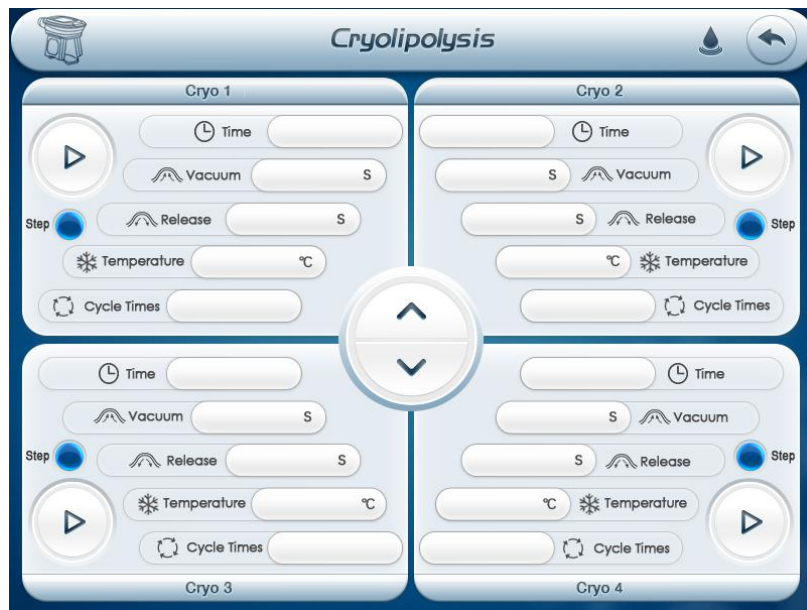 Cryolipolysis
Cryo 1
Time
Vacuum S
Release S
Step
Temperature °C
Cycle Times
Cryo 2
Time
S Vacuum
S Release
Step
°C Temperature
Cycle Times
Time
Vacuum S
Step
Release S
Temperature °C
Cycle Times
Cryo 3
Time
S Vacuum
S Release
Step
°C Temperature
Cycle Times
Cryo 4